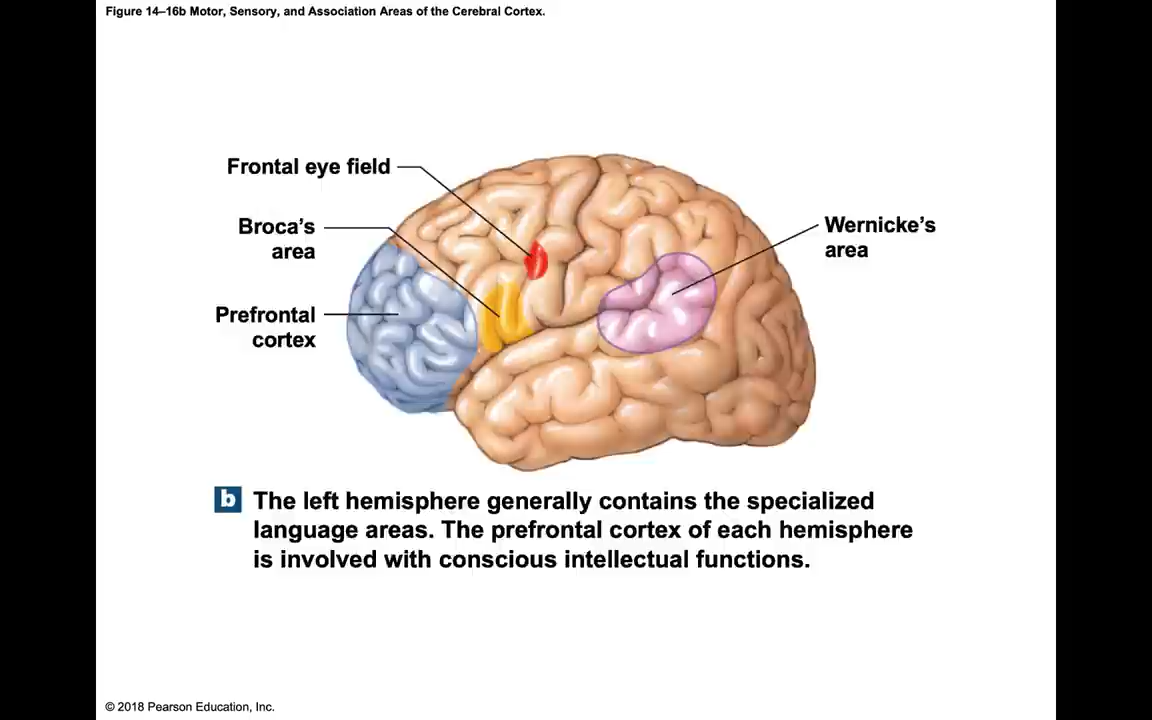 Figure 14–16b Motor, Sensory, and Association Areas of the Cerebral Cortex.
Frontal eye field
Broca’s
area
Prefrontal
cortex
Wernicke’s
area
b The left hemisphere generally contains the specialized
language areas. The prefrontal cortex of each hemisphere
is involved with conscious intellectual functions.
© 2018 Pearson Education, Inc.